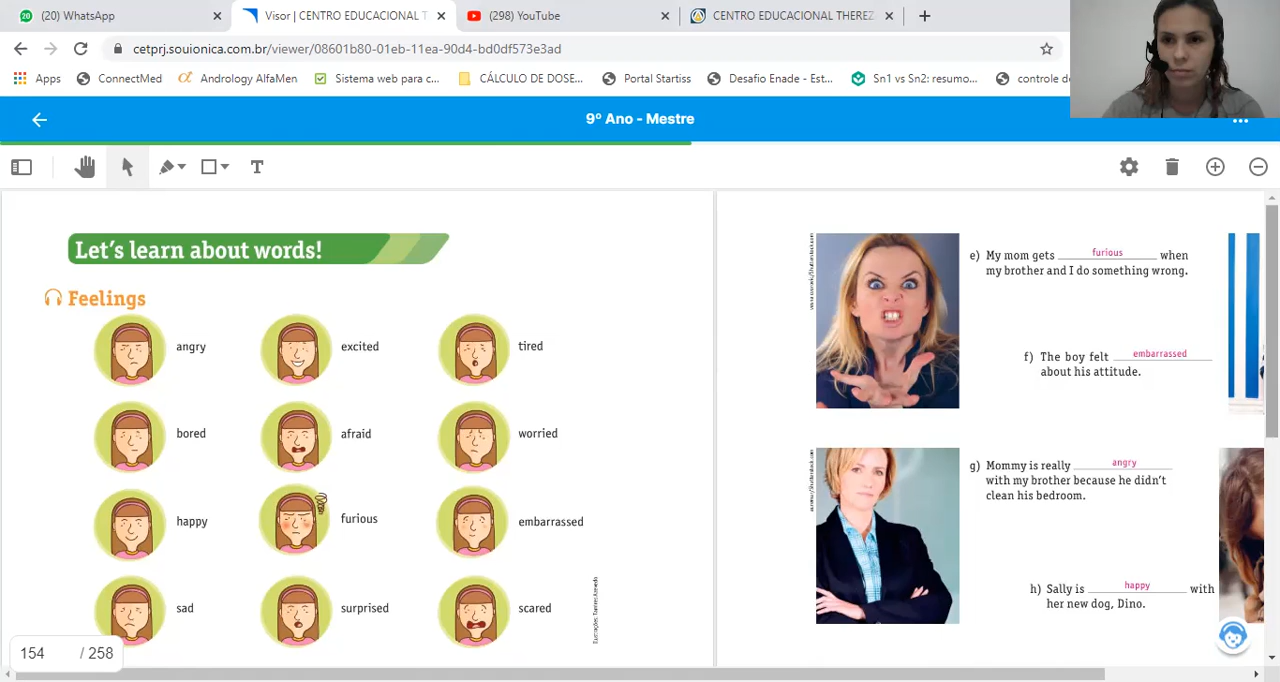 (20) WhatsApp
Visor | CENTRO EDUCACIONAL T
(298) YouTube
CENTRO EDUCACIONAL THEREZ
cetprj.souionica.com.br/viewer/08601b80-01eb-11ea-90d4-bd0df573e3ad
Apps
ConnectMed
Andrology AlfaMen
Sistema web para c...
CÁLCULO DE DOSE...
Portal Startiss
Desafio Enade - Est...
Sn1 vs Sn2: resumo...
controle d
9º Ano - Mestre
Let's learn about words!
Feelings
angry
excited
tired
bored
afraid
worried
happy
furious
embarrassed
sad
surprised
scared
154 / 258
e) My mom gets furious when
my brother and I do something wrong.
f) The boy felt embarrassed
about his attitude.
g) Mommy is really angry
with my brother because he didn't
clean his bedroom.
h) Sally is happy with
her new dog, Dino.